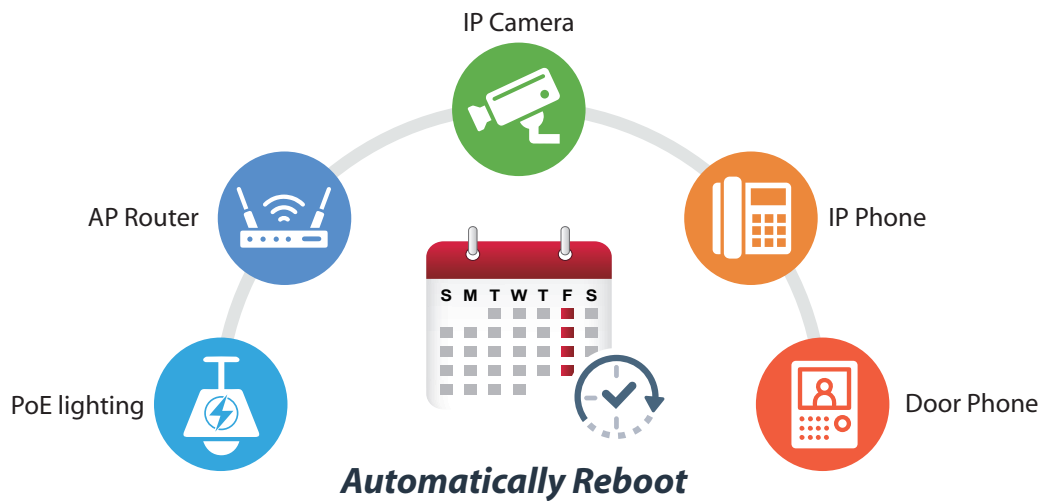 IP Camera
AP Router
IP Phone
S M T W T F S
PoE lighting
Door Phone
Automatically Reboot